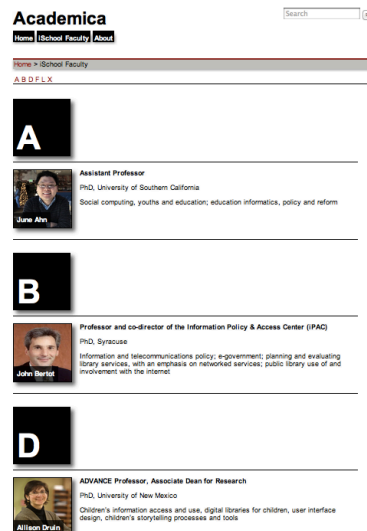 Academica
Search
Home iSchool Faculty About
Home > iSchool Faculty
A B D F L X
A
Assistant Professor
PhD, University of Southern California
Social computing, youths and education; education informatics, policy and reform
June Ahn
B
Professor and co-director of the Information Policy & Access Center (iPAC)
PhD, Syracuse
Information and telecommunications policy; e-government; planning and evaluating
library services, with an emphasis on networked services; public library use of and
involvement with the internet
John Bertot
D
ADVANCE Professor, Associate Dean for Research
PhD, University of New Mexico
Children's information access and use, digital libraries for children, user interface
design, children's storytelling processes and tools
Allison Druin